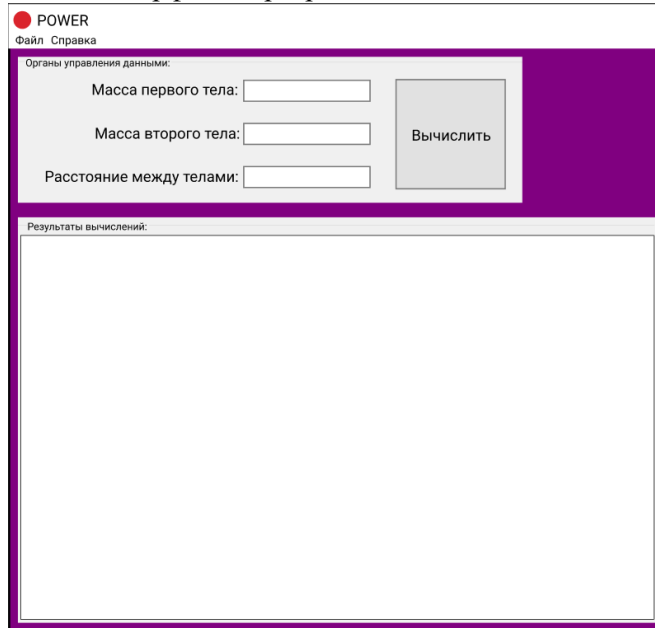 POWER
Файл Справка
Органы управления данными:
Масса первого тела:
Масса второго тела:
Вычислить
Расстояние между телами:
Результаты вычислений: